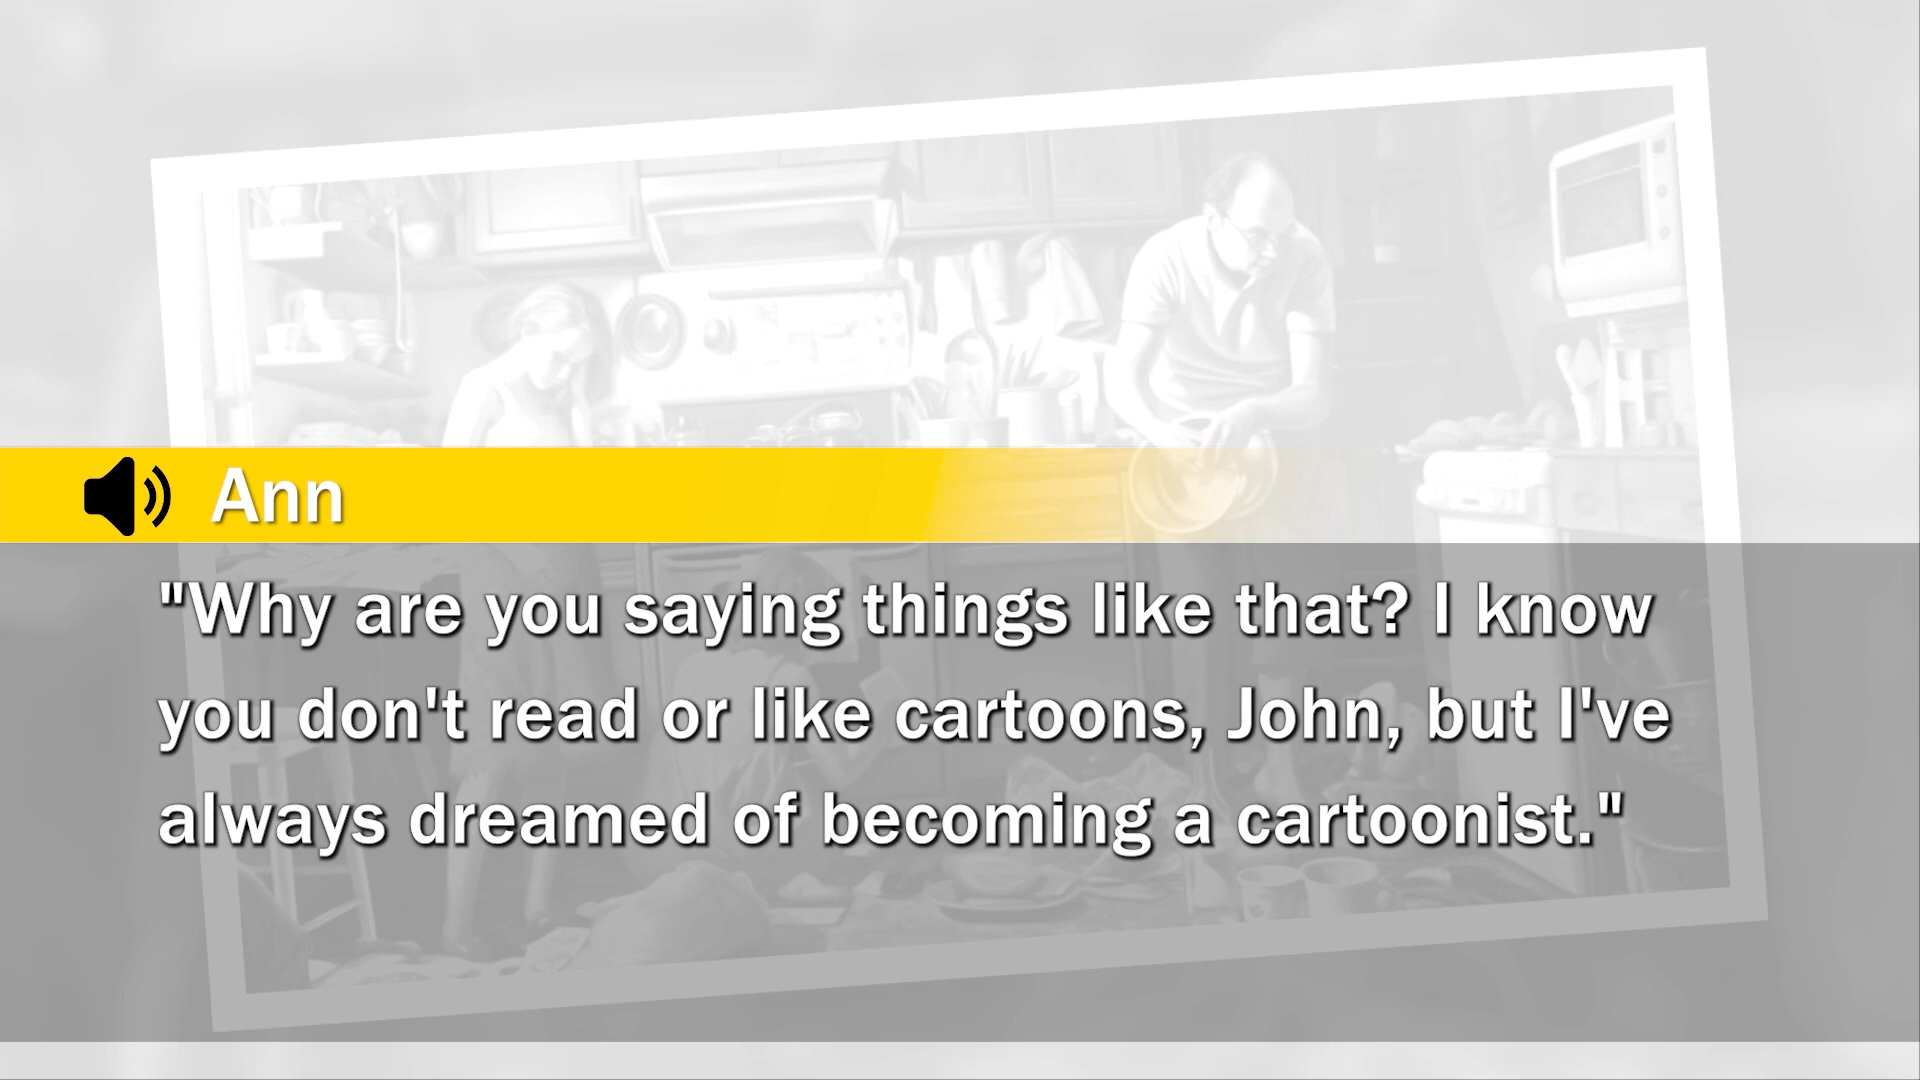 Ann
"Why are you saying things like that? I know
you don't read or like cartoons, John, but I've
always dreamed of becoming a cartoonist."